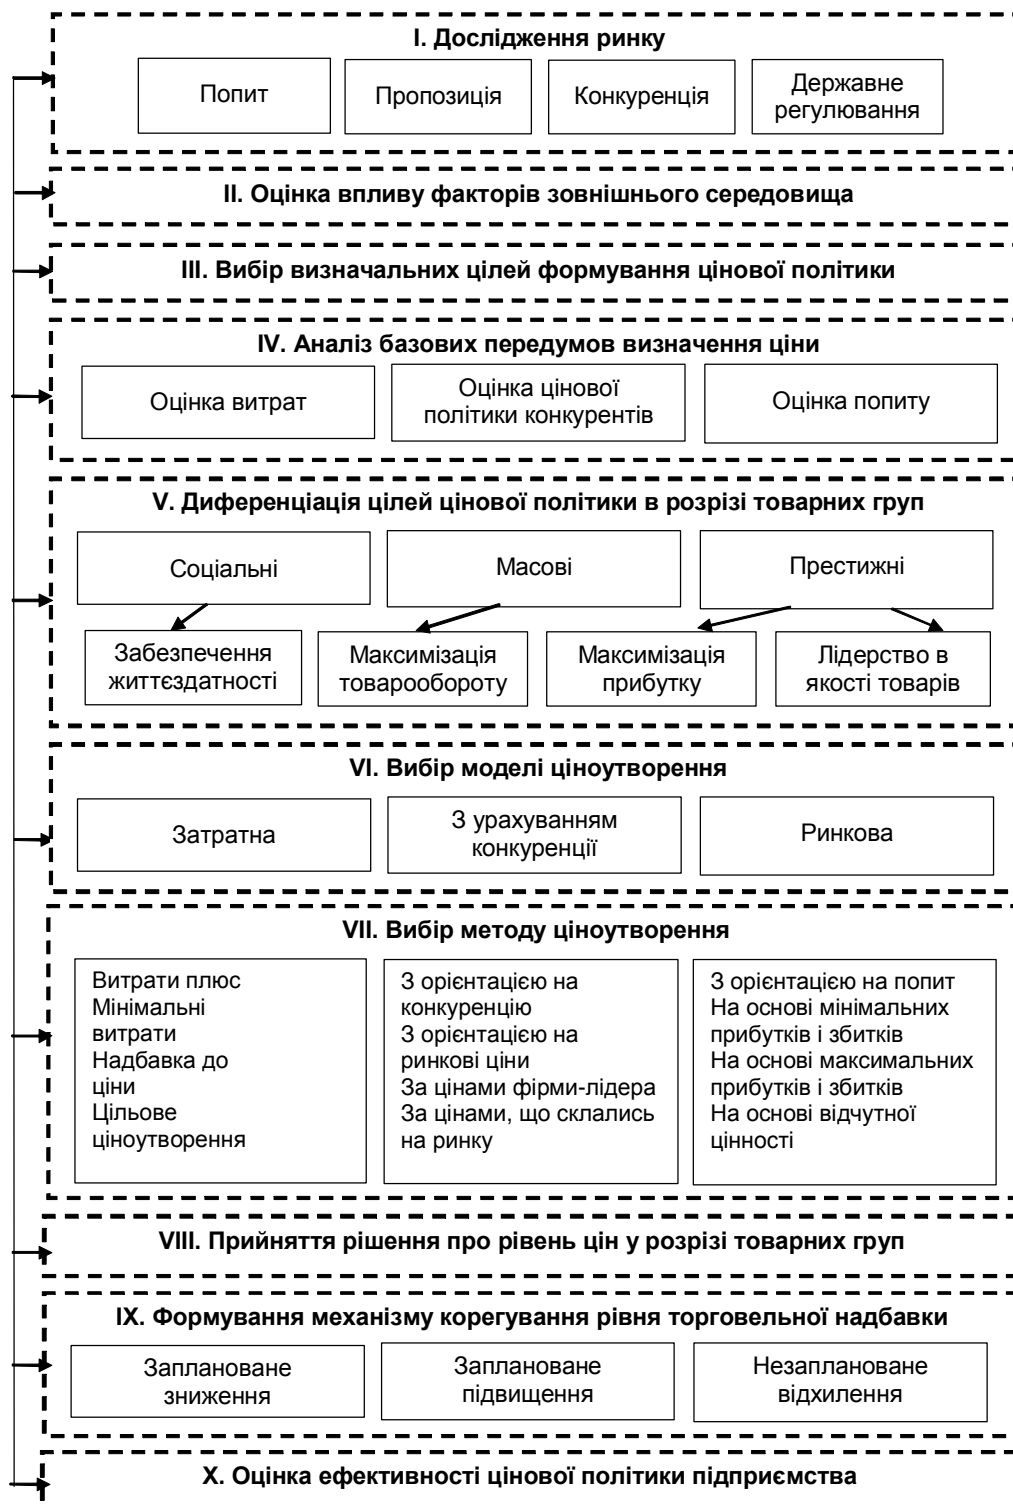 I. Дослідження ринку
Попит
Пропозиція
Конкуренція
Державне
регулювання
II. Оцінка впливу факторів зовнішнього середовища
III. Вибір визначальних цілей формування цінової політики
IV. Аналіз базових передумов визначення ціни
Оцінка витрат
Оцінка цінової
політики конкурентів
Оцінка попиту
V. Диференціація цілей цінової політики в розрізі товарних груп
Соціальні
Масові
Престижні
Забезпечення
життєздатності
Максимізація
товарообороту
Максимізація
прибутку
Лідерство в
якості товарів
VI. Вибір моделі ціноутворення
Затратна
З урахуванням
конкуренції
Ринкова
VII. Вибір методу ціноутворення
Витрати плюс
Мінімальні
витрати
Надбавка до
ціни
Цільове
ціноутворення
З орієнтацією на
конкуренцію
З орієнтацією на
ринкові ціни
За цінами фірми-лідера
За цінами, що склались
на ринку
З орієнтацією на попит
На основі мінімальних
прибутків і збитків
На основі максимальних
прибутків і збитків
На основі відчутної
цінності
VIII. Прийняття рішення про рівень цін у розрізі товарних груп
IX. Формування механізму корегування рівня торговельної надбавки
Заплановане
зниження
Заплановане
підвищення
Незаплановане
відхилення
X. Оцінка ефективності цінової політики підприємства